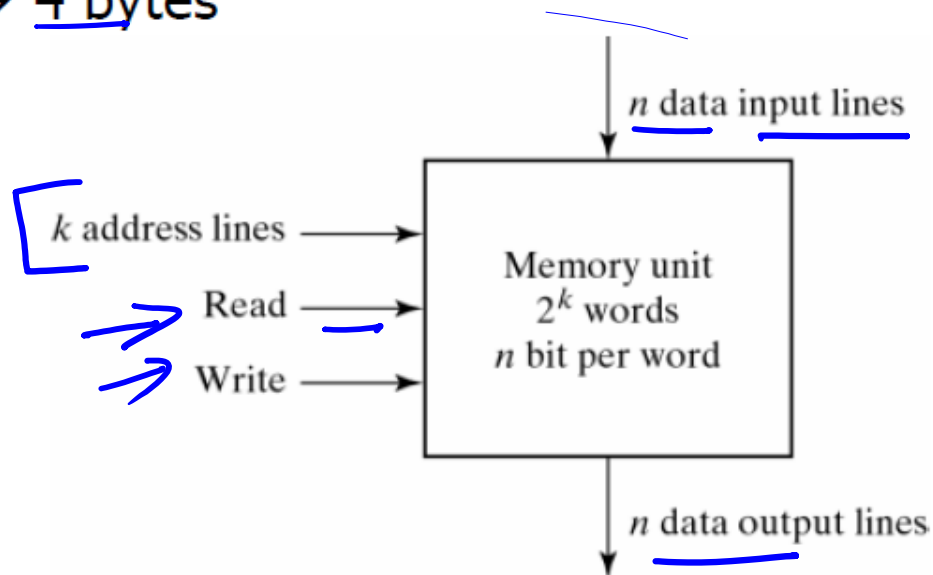 4 bytes
n data input lines
k address lines
Read
Write
Memory unit
2^k words
n bit per word
n data output lines